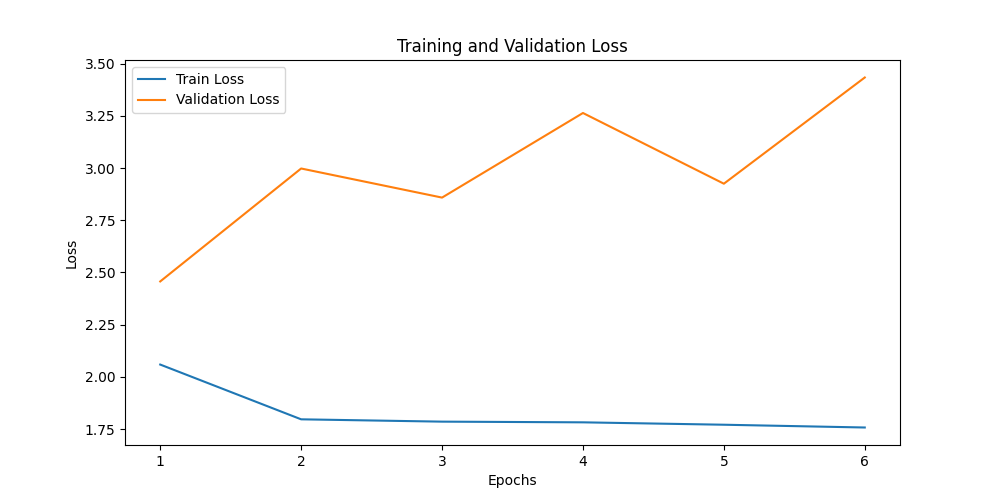 Training and Validation Loss
Train Loss
Validation Loss
3.50
3.25
3.00
2.75
2.50
2.25
2.00
1.75
Loss
1 2 3 4 5 6
Epochs